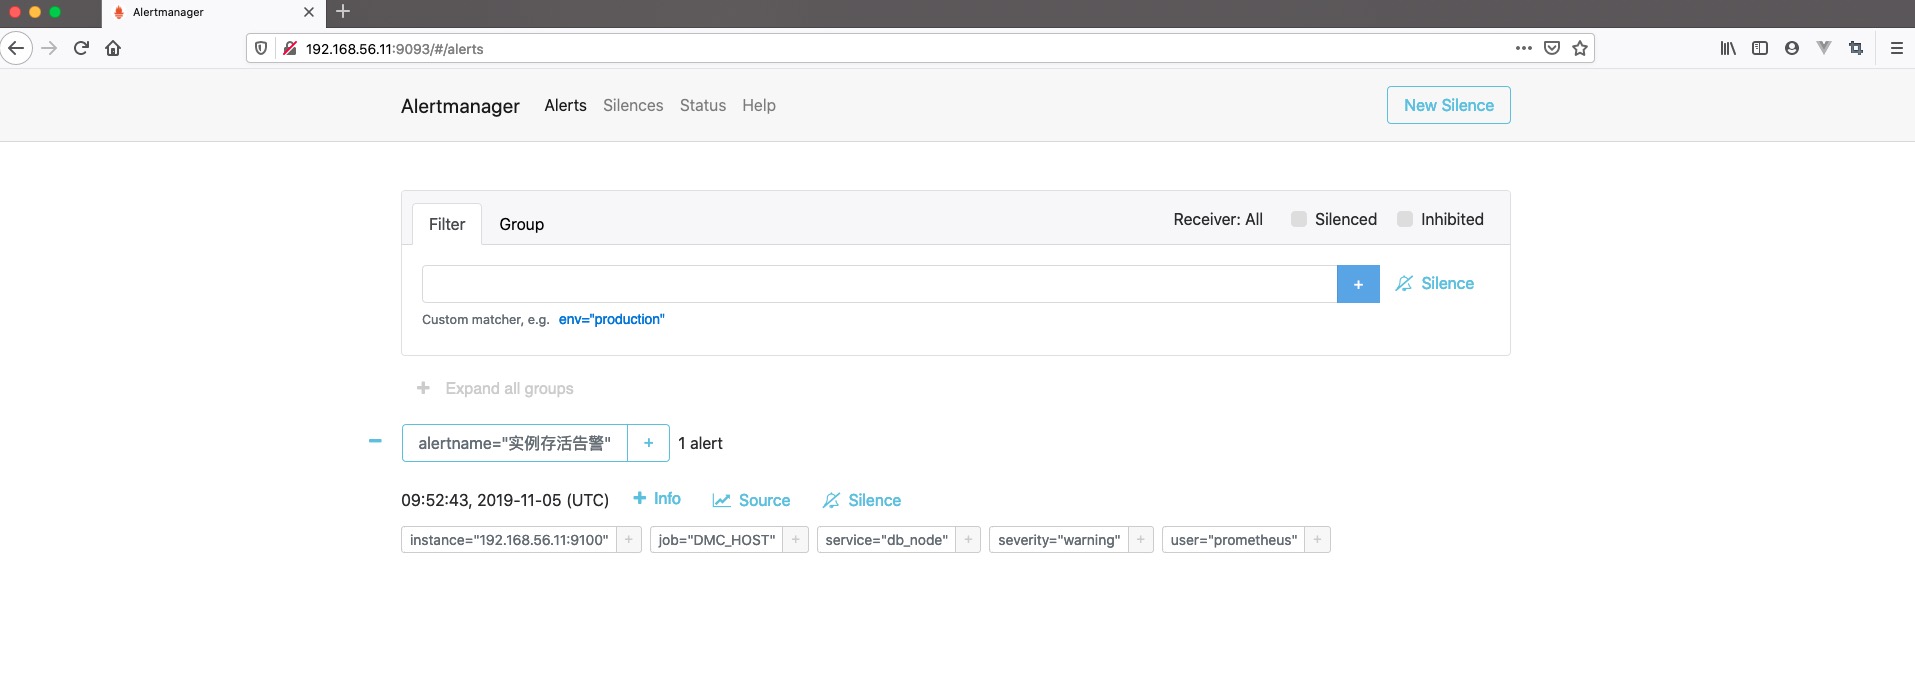 Alertmanager
192.168.56.11:9093/#/alerts
Alertmanager Alerts Silences Status Help New Silence
Filter Group Receiver: All Silenced Inhibited
+ Silence
Custom matcher, e.g. env="production"
+ Expand all groups
alertname="实例存活告警" + 1 alert
09:52:43, 2019-11-05 (UTC) + Info Source Silence
instance="192.168.56.11:9100" + job="DMC_HOST" + service="db_node" + severity="warning" + user="prometheus" +